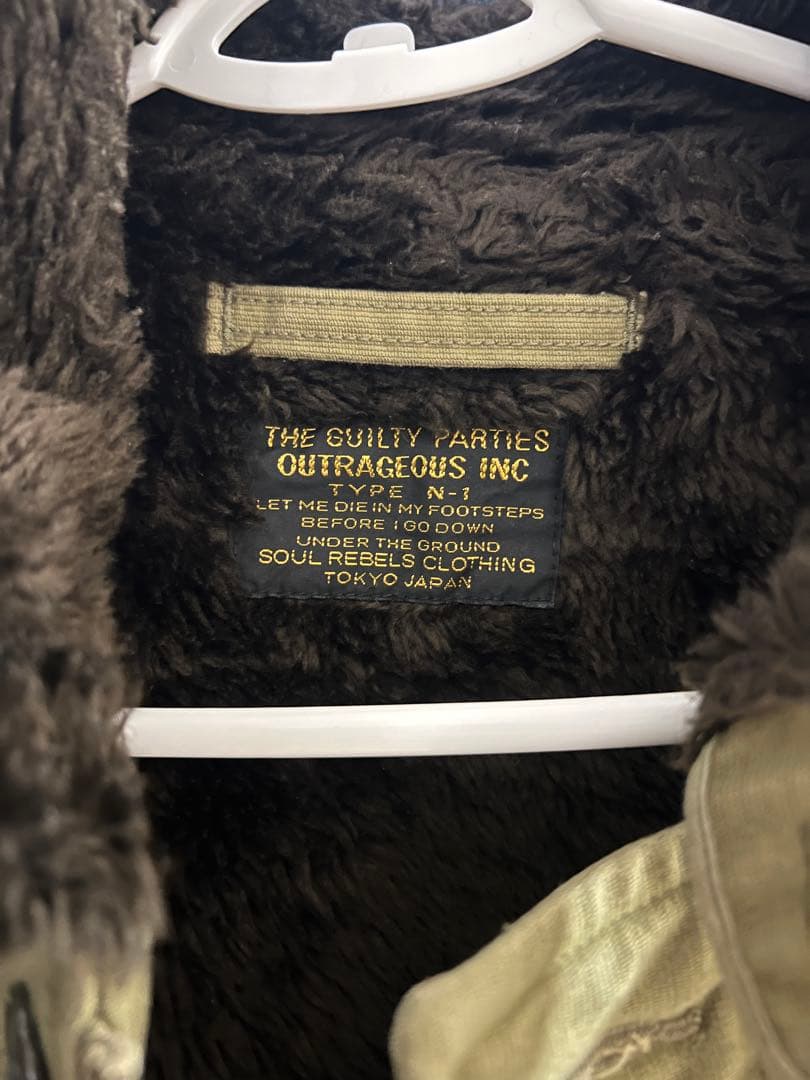 THE GUILTY PARTIES
OUTRAGEOUS INC
TYPE N-1
LET ME DIE IN MY FOOTSTEPS
BEFORE I GO DOWN
UNDER THE GROUND
SOUL REBELS CLOTHING
TOKYO JAPAN